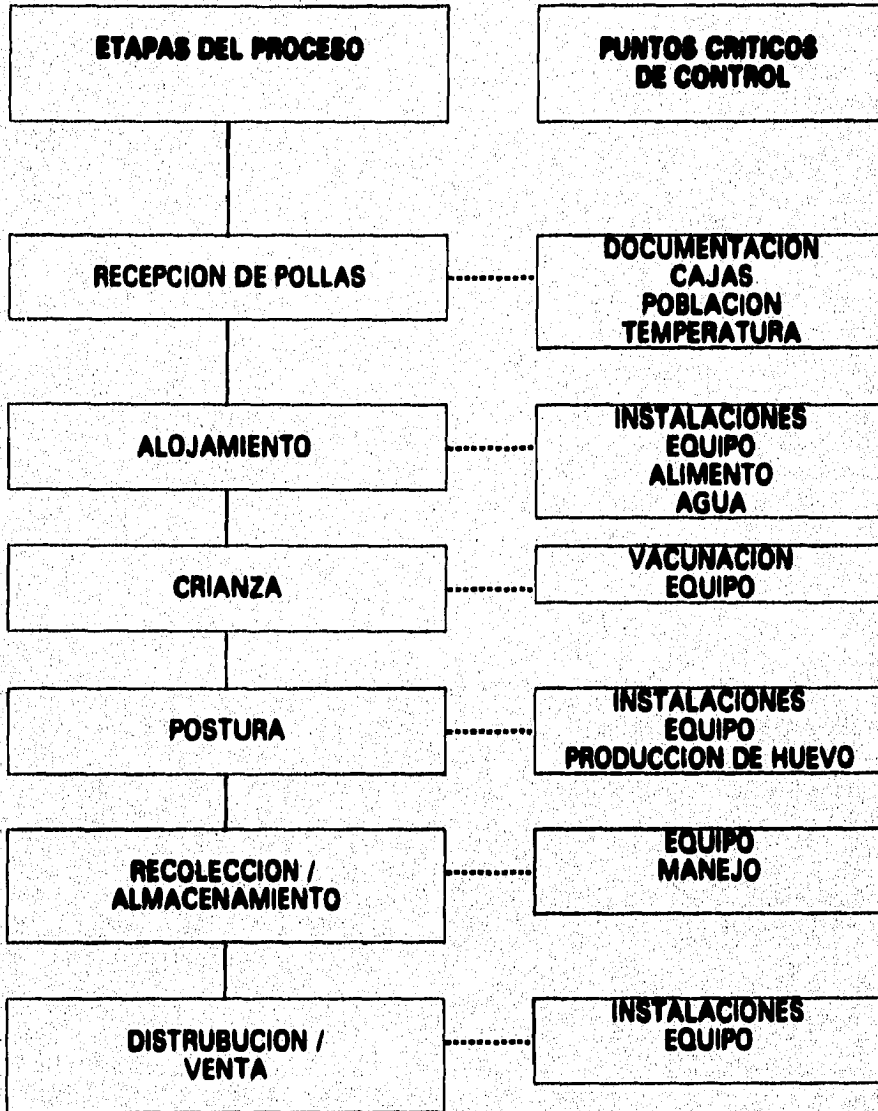 ETAPAS DEL PROCESO
PUNTOS CRITICOS
DE CONTROL
RECEPCION DE POLLAS
DOCUMENTACION
CAJAS
POBLACION
TEMPERATURA
ALOJAMIENTO
INSTALACIONES
EQUIPO
ALIMENTO
AGUA
CRIANZA
VACUNACION
EQUIPO
POSTURA
INSTALACIONES
EQUIPO
PRODUCCION DE HUEVO
RECOLECCION /
ALMACENAMIENTO
EQUIPO
MANEJO
DISTRUBUCION /
VENTA
INSTALACIONES
EQUIPO